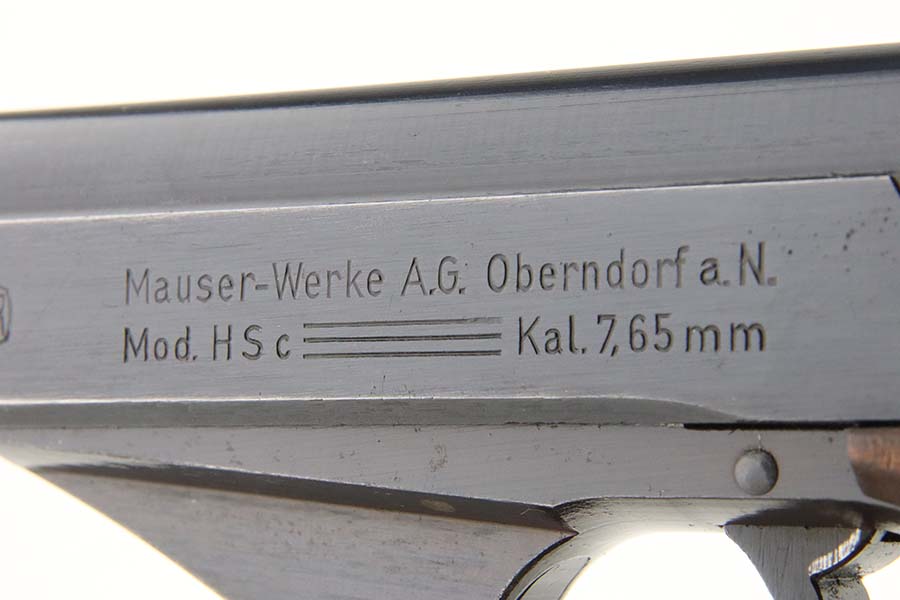 Mauser-Werke A.G. Oberndorf a. N.
Mod. HSc Kal. 7,65 mm